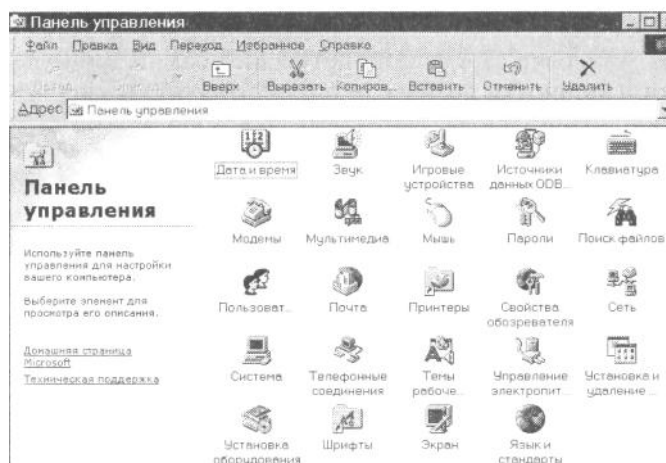 Панель управления
Файл Правка Вид Переход Избранное Справка
Вверх Вырезать Копиров... Вставить Отменить Удалить
Адрес Панель управления
Панель
управления
Используйте панель
управления для настройки
вашего компьютера.
Выберите элемент для
просмотра его описания.
Домашняя страница
Microsoft
Техническая поддержка
Дата и время
Звук
Игровые
устройства
Источники
данных ODB...
Клавиатура
Модемы
Мультимедиа
Мышь
Пароли
Поиск файлов
Пользоват...
Почта
Принтеры
Свойства
обозревателя
Сеть
Система
Телефонные
соединения
Темы
рабоче...
Управление
электропит...
Установка и
удаление ...
Установка
оборудования
Шрифты
Экран
Язык и
стандарты